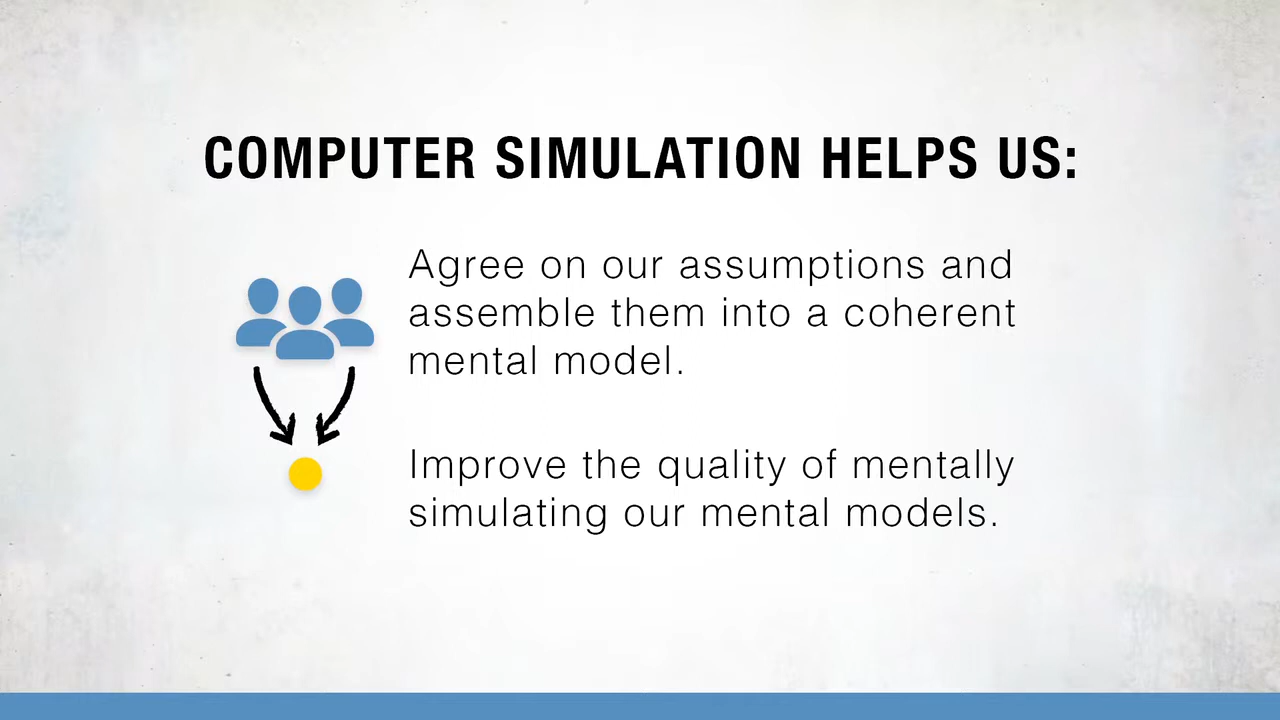 COMPUTER SIMULATION HELPS US:
Agree on our assumptions and
assemble them into a coherent
mental model.
Improve the quality of mentally
simulating our mental models.